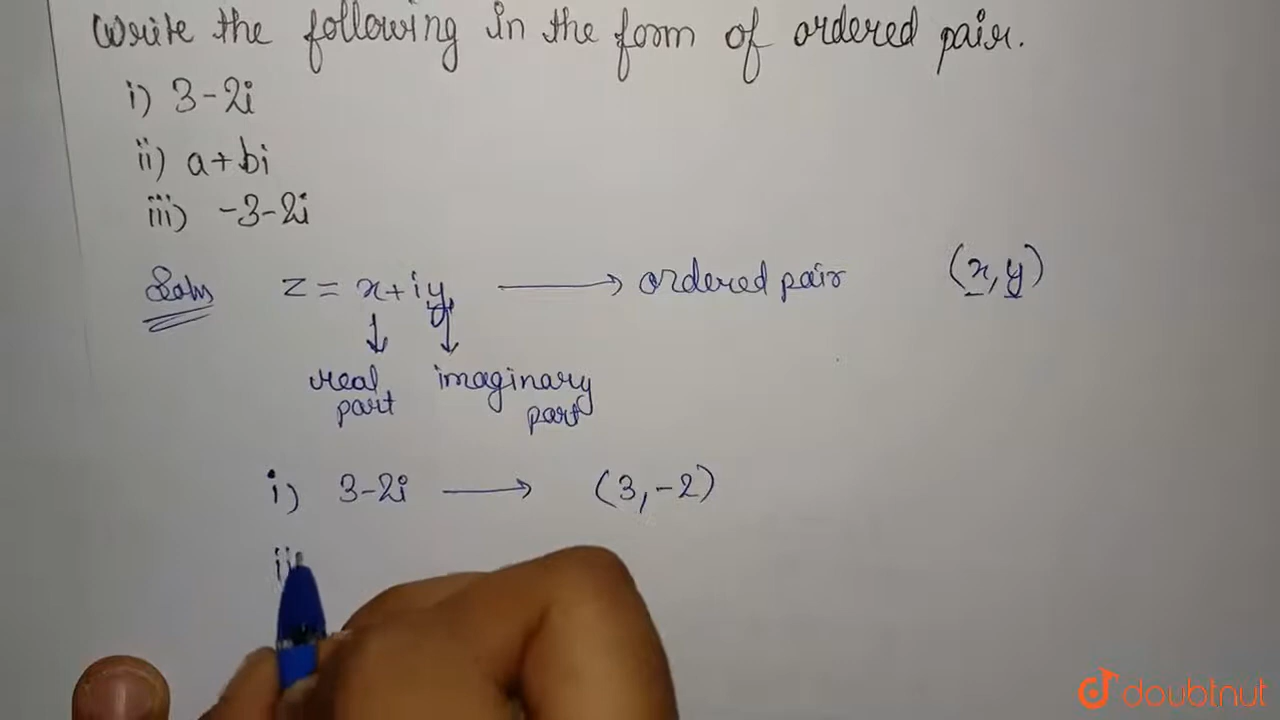 Write the following in the form of ordered pair.
i) 3-2i
ii) a+bi
iii) -3-2i
Soln z = x+iy ⟶ ordered pair (x,y)
↓ ↓
real imaginary
part part
i) 3-2i ⟶ (3,-2)
ii
doubtnut